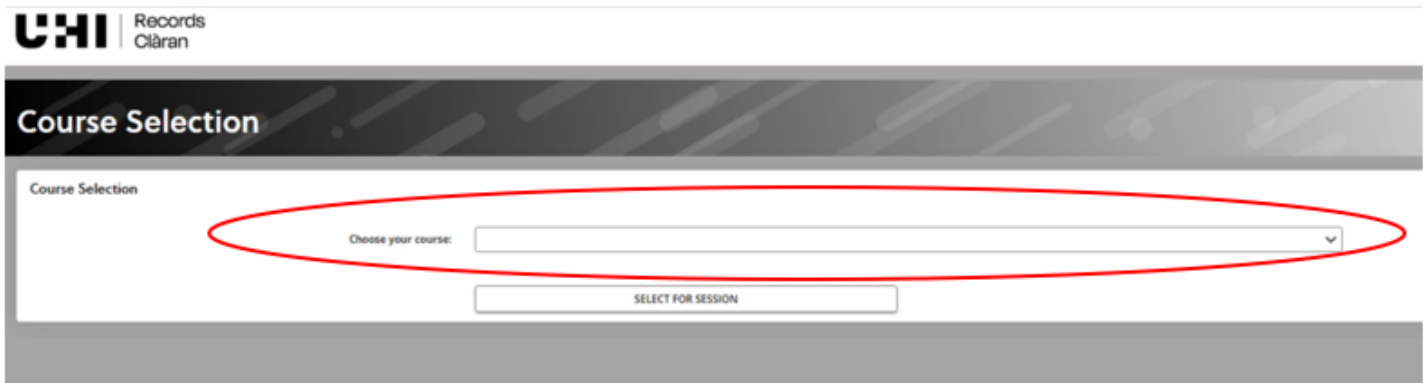 UHI
Records
Clàran
Course Selection
Course Selection
Choose your course:
SELECT FOR SESSION